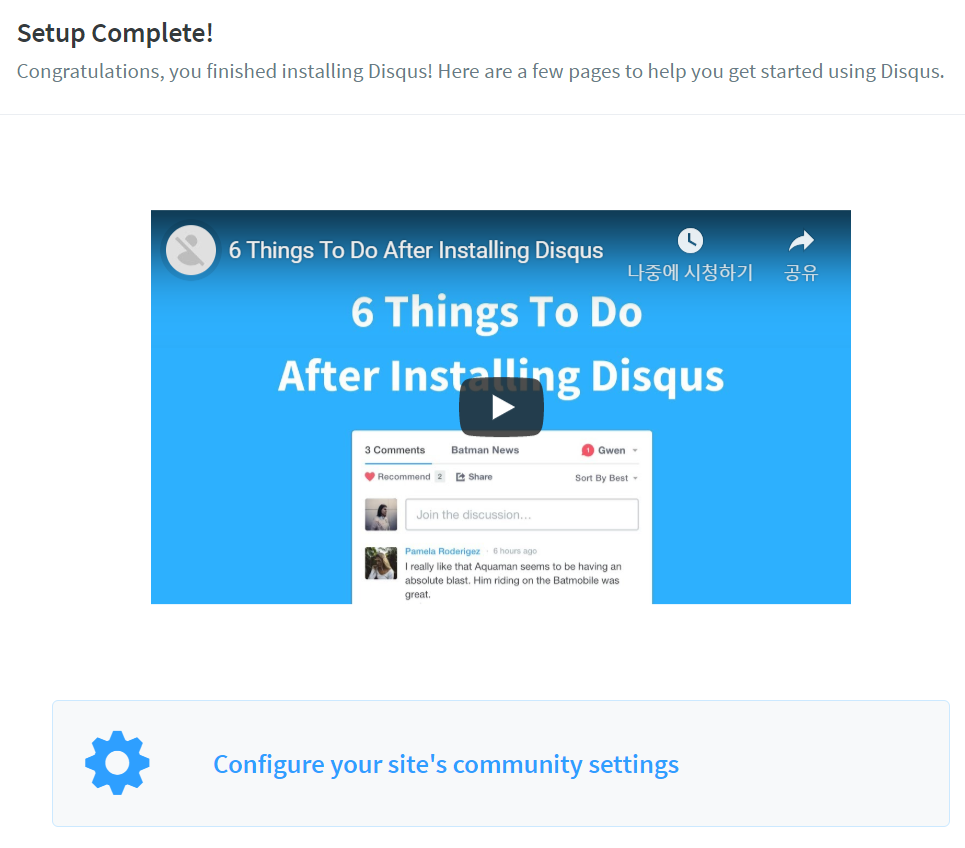 Setup Complete!
Congratulations, you finished installing Disqus! Here are a few pages to help you get started using Disqus.
6 Things To Do After Installing Disqus
나중에 시청하기
공유
6 Things To Do
After Installing Disqus
3 Comments Batman News 1 Gwen
Recommend 2 Share Sort By Best
Join the discussion...
Pamela Roderigez · 6 hours ago
I really like that Aquaman seems to be having an
absolute blast. Him riding on the Batmobile was
great.
Configure your site's community settings